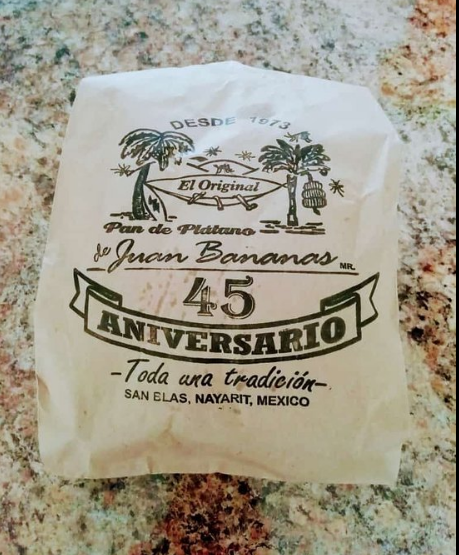 DESDE 1973
El Original
Pan de Plátano
de Juan Bananas MR.
45
ANIVERSARIO
-Toda una tradición-
SAN BLAS, NAYARIT, MEXICO